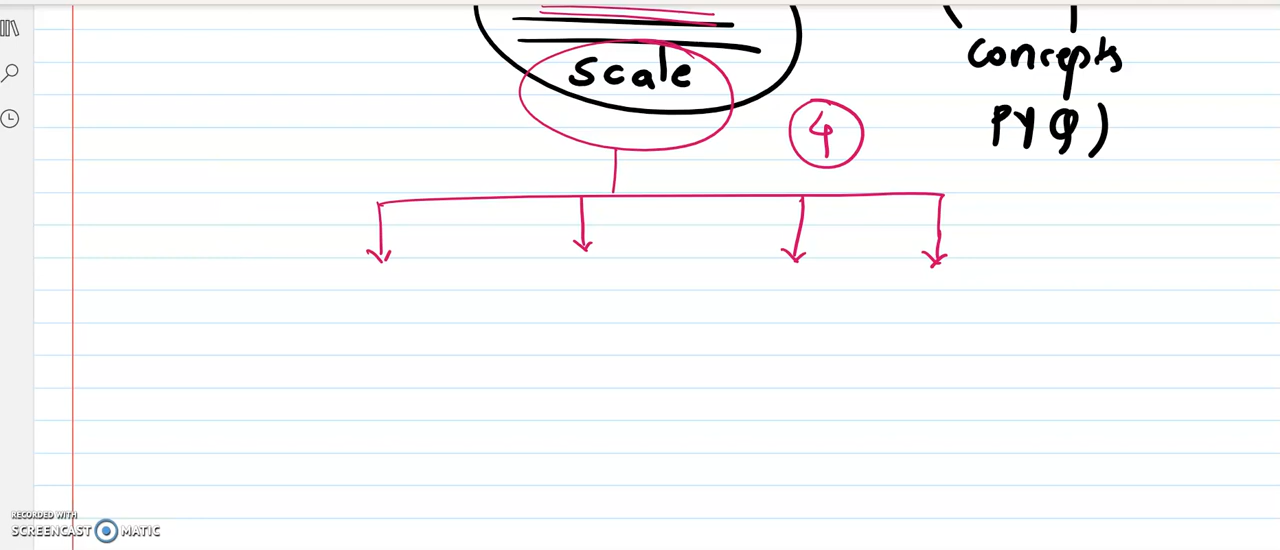 Scale
Concepts
PYQ)
4
RECORDED WITH
SCREENCAST MATIC